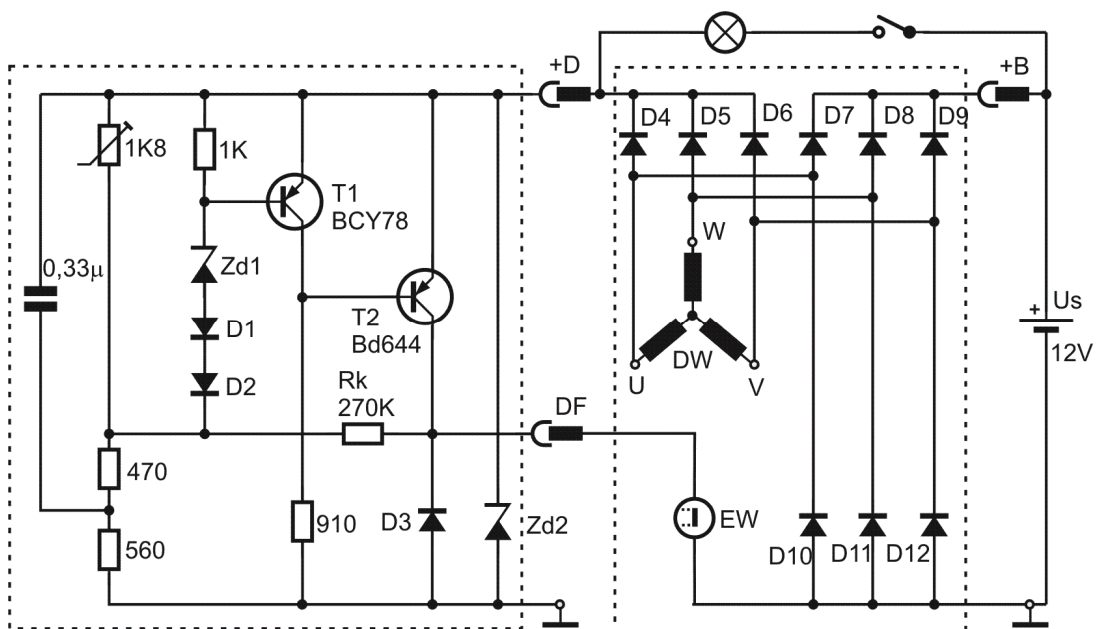 +D
+B
1K8
1K
T1
BCY78
D4
D5
D6
D7
D8
D9
0,33µ
Zd1
T2
Bd644
W
+
Us
12V
D1
D2
DW
U
V
Rk
270K
DF
470
560
910
D3
Zd2
EW
D10
D11
D12